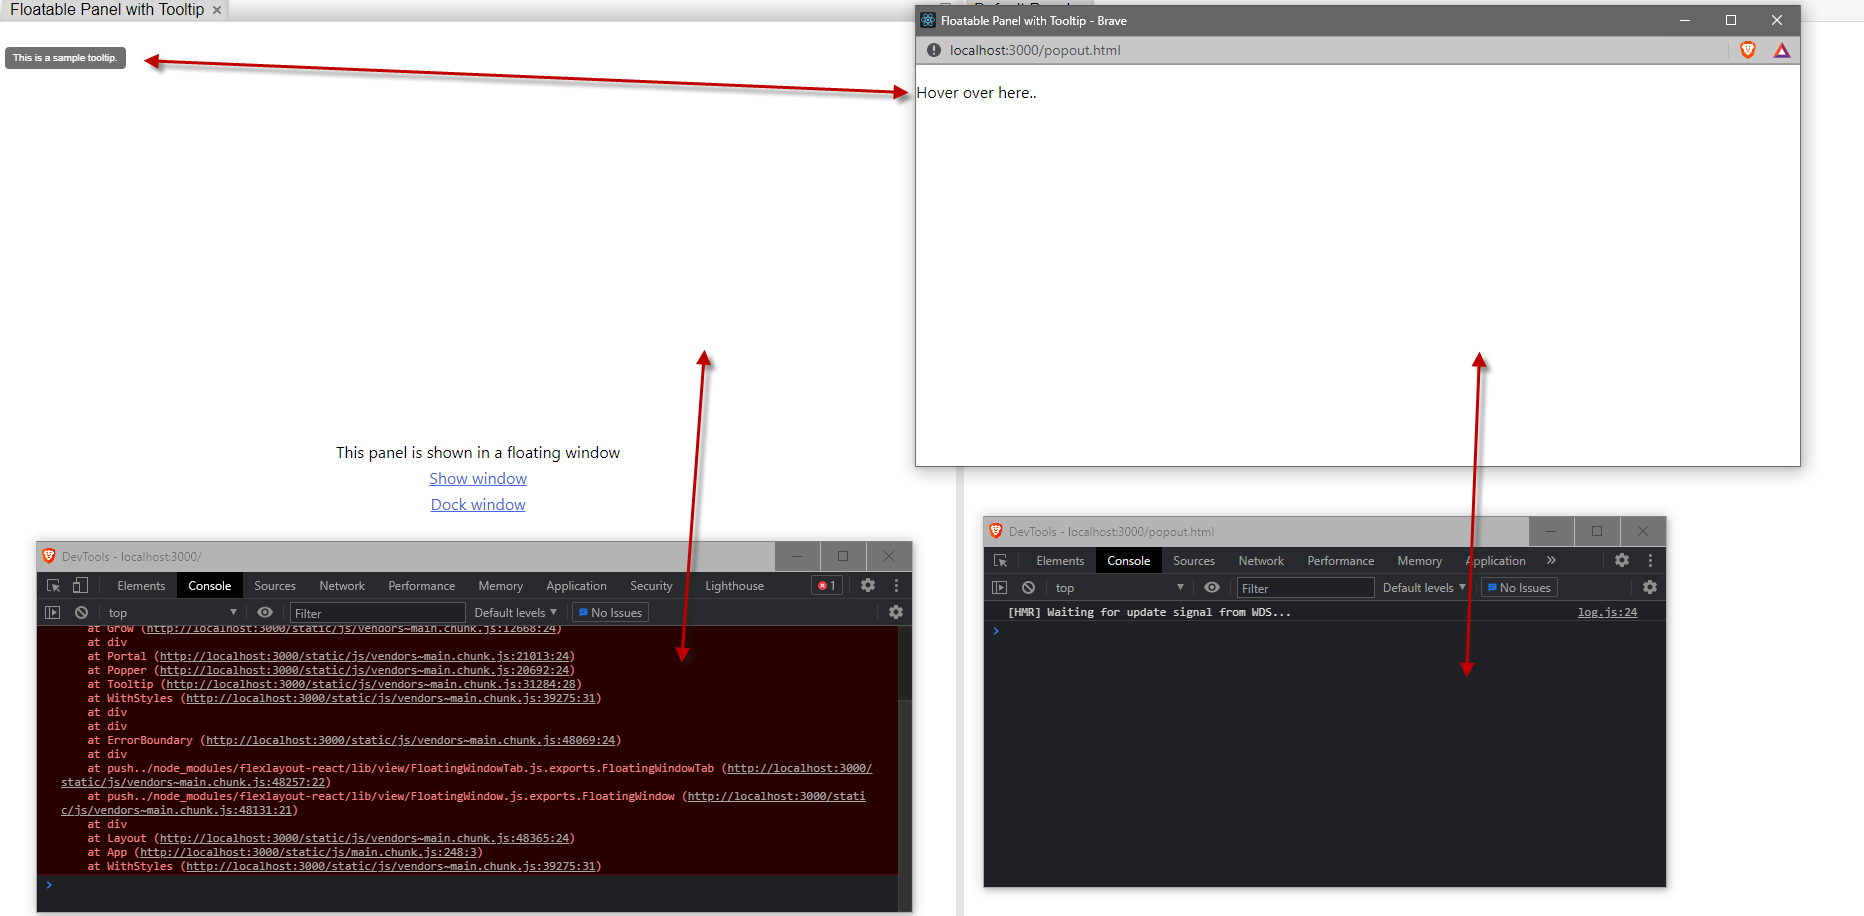 Floatable Panel with Tooltip ×
This is a sample tooltip.
Floatable Panel with Tooltip - Brave
localhost:3000/popout.html
Hover over here..
This panel is shown in a floating window
Show window
Dock window
DevTools - localhost:3000/
Elements Console Sources Network Performance Memory Application Security Lighthouse 1
top Filter Default levels ▼ No Issues
at Grow (http://localhost:3000/static/js/vendors~main.chunk.js:12668:24)
at div
at Portal (http://localhost:3000/static/js/vendors~main.chunk.js:21013:24)
at Popper (http://localhost:3000/static/js/vendors~main.chunk.js:20692:24)
at Tooltip (http://localhost:3000/static/js/vendors~main.chunk.js:31284:28)
at WithStyles (http://localhost:3000/static/js/vendors~main.chunk.js:39275:31)
at div
at div
at ErrorBoundary (http://localhost:3000/static/js/vendors~main.chunk.js:48069:24)
at div
at push../node_modules/flexlayout-react/lib/view/FloatingWindowTab.js.exports.FloatingWindowTab (http://localhost:3000/
static/js/vendors~main.chunk.js:48257:22)
at push../node_modules/flexlayout-react/lib/view/FloatingWindow.js.exports.FloatingWindow (http://localhost:3000/stati
c/js/vendors~main.chunk.js:48131:21)
at div
at Layout (http://localhost:3000/static/js/vendors~main.chunk.js:48365:24)
at App (http://localhost:3000/static/js/main.chunk.js:248:3)
at WithStyles (http://localhost:3000/static/js/vendors~main.chunk.js:39275:31)
DevTools - localhost:3000/popout.html
Elements Console Sources Network Performance Memory Application »
top Filter Default levels ▼ No Issues
[HMR] Waiting for update signal from WDS... log.js:24